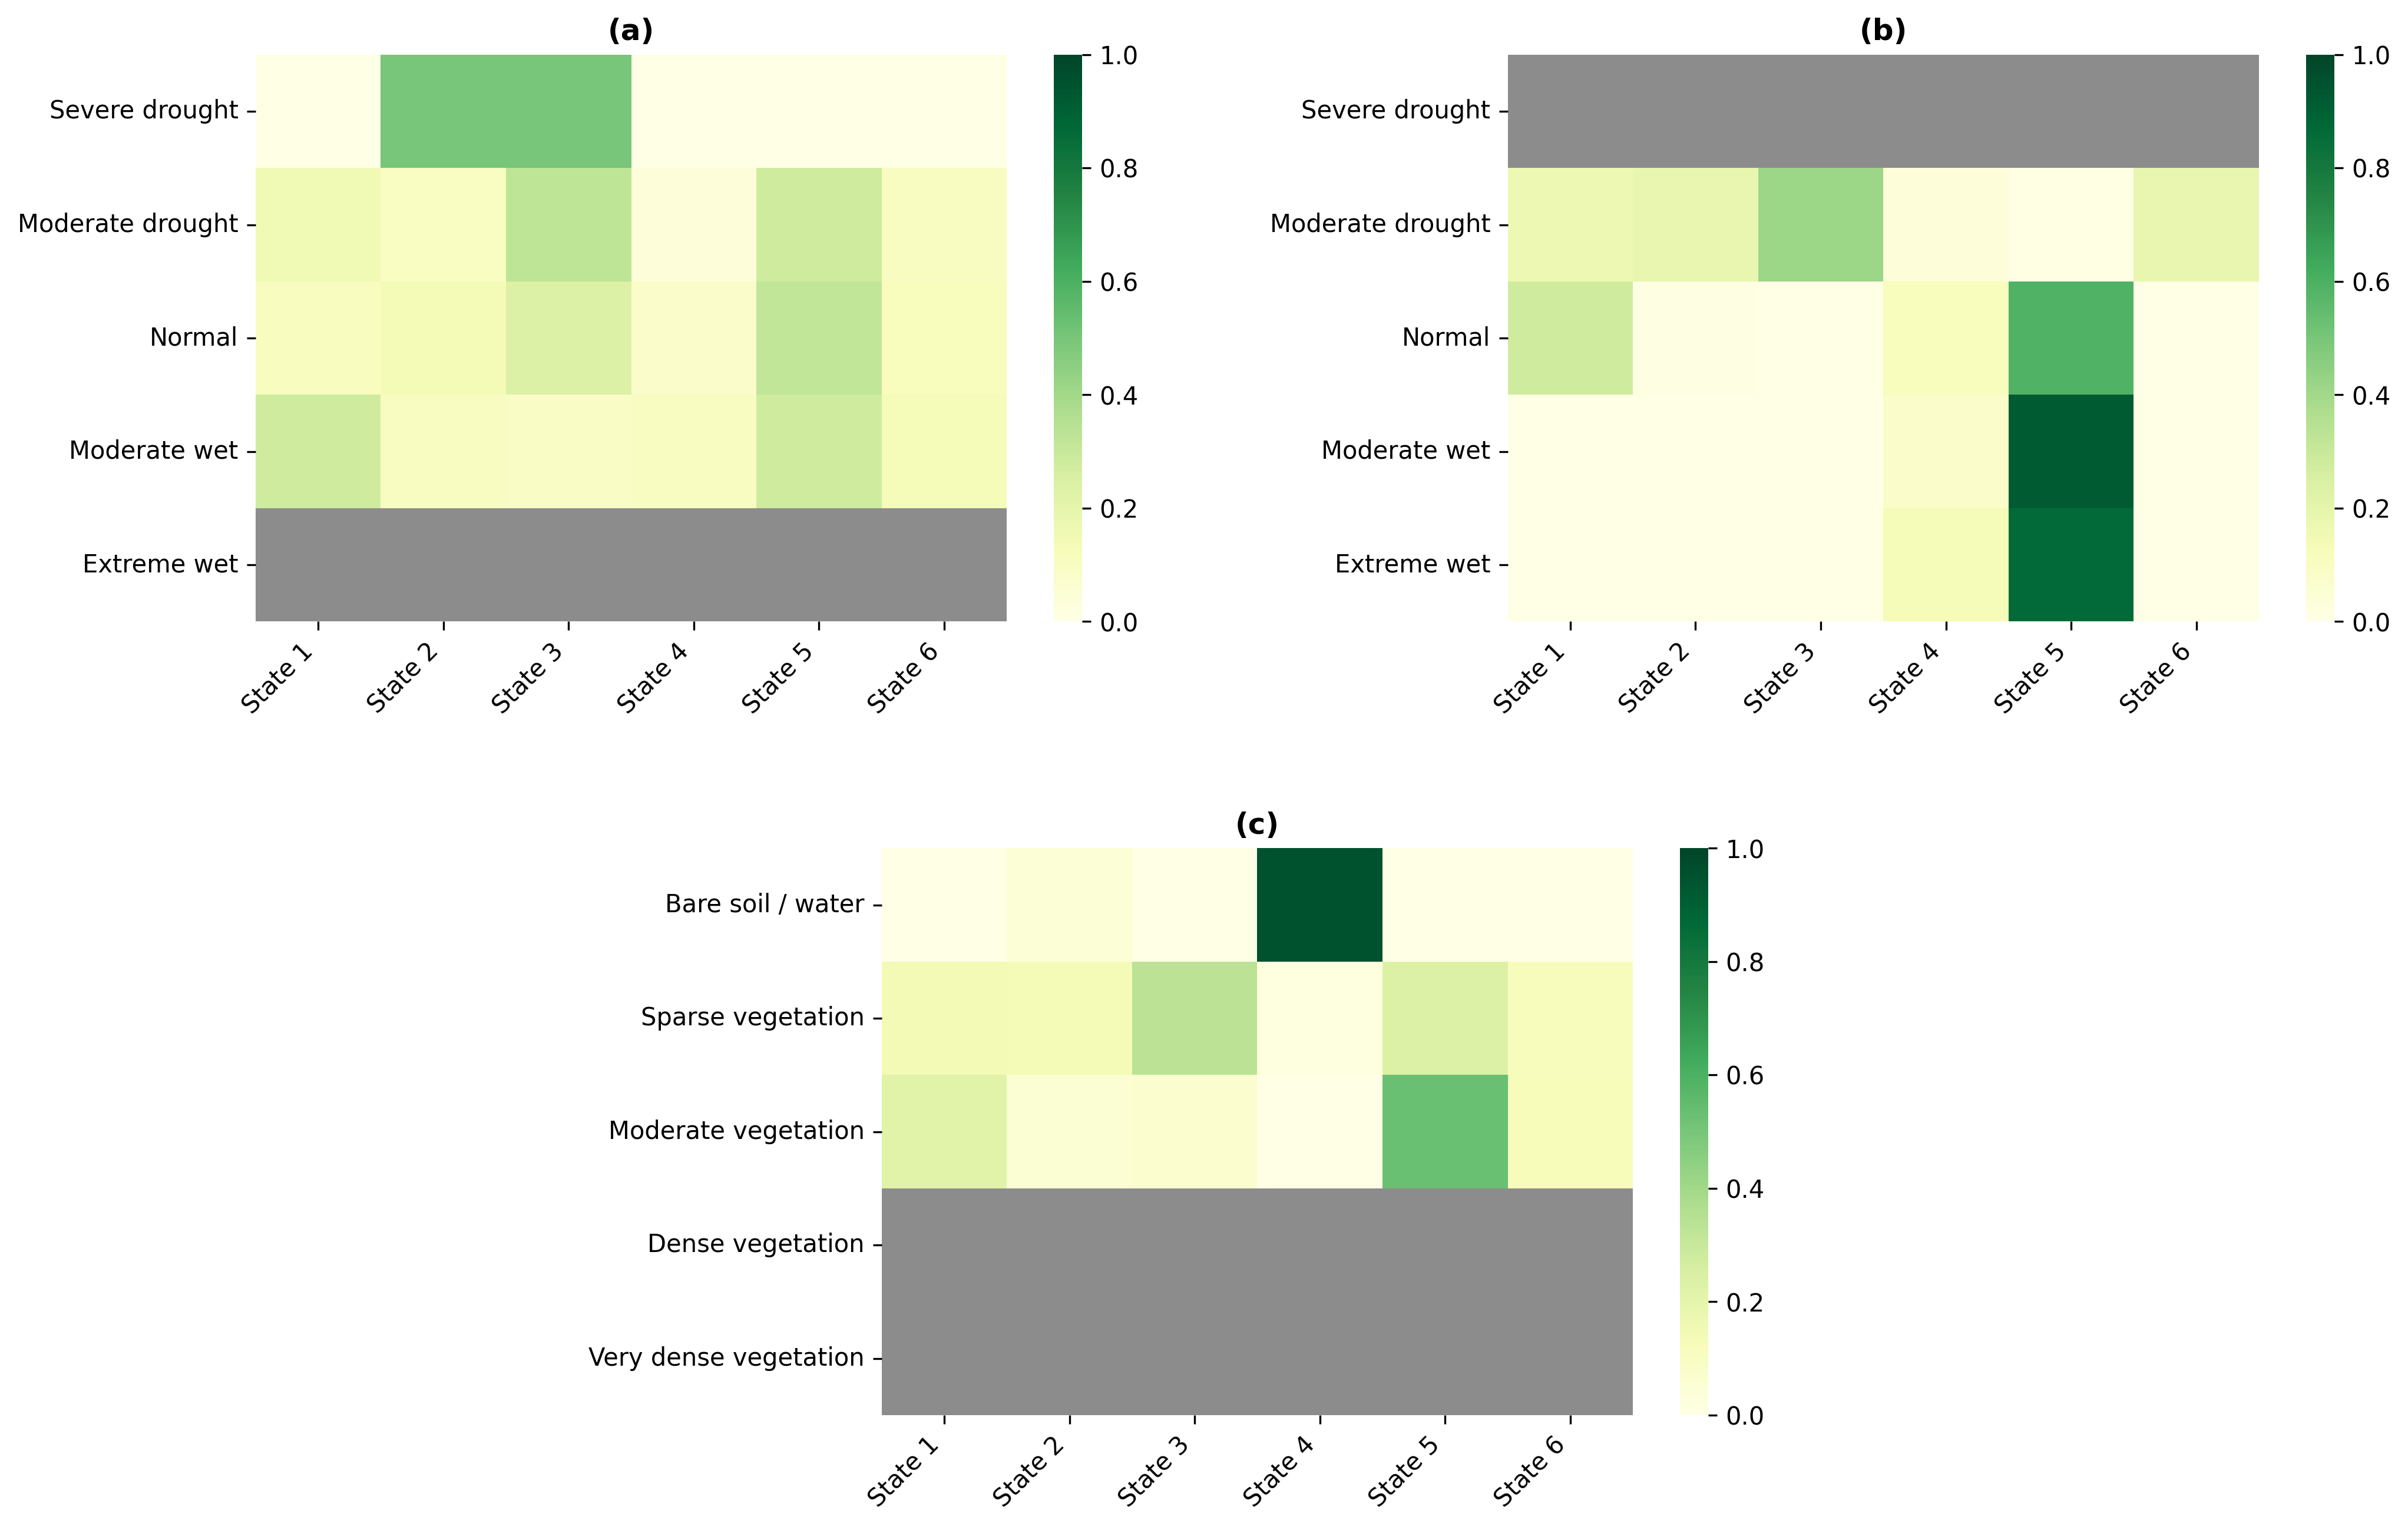 (a)
Severe drought
Moderate drought
Normal
Moderate wet
Extreme wet
State 1
State 2
State 3
State 4
State 5
State 6
1.0
0.8
0.6
0.4
0.2
0.0
(b)
Severe drought
Moderate drought
Normal
Moderate wet
Extreme wet
State 1
State 2
State 3
State 4
State 5
State 6
1.0
0.8
0.6
0.4
0.2
0.0
(c)
Bare soil / water
Sparse vegetation
Moderate vegetation
Dense vegetation
Very dense vegetation
State 1
State 2
State 3
State 4
State 5
State 6
1.0
0.8
0.6
0.4
0.2
0.0